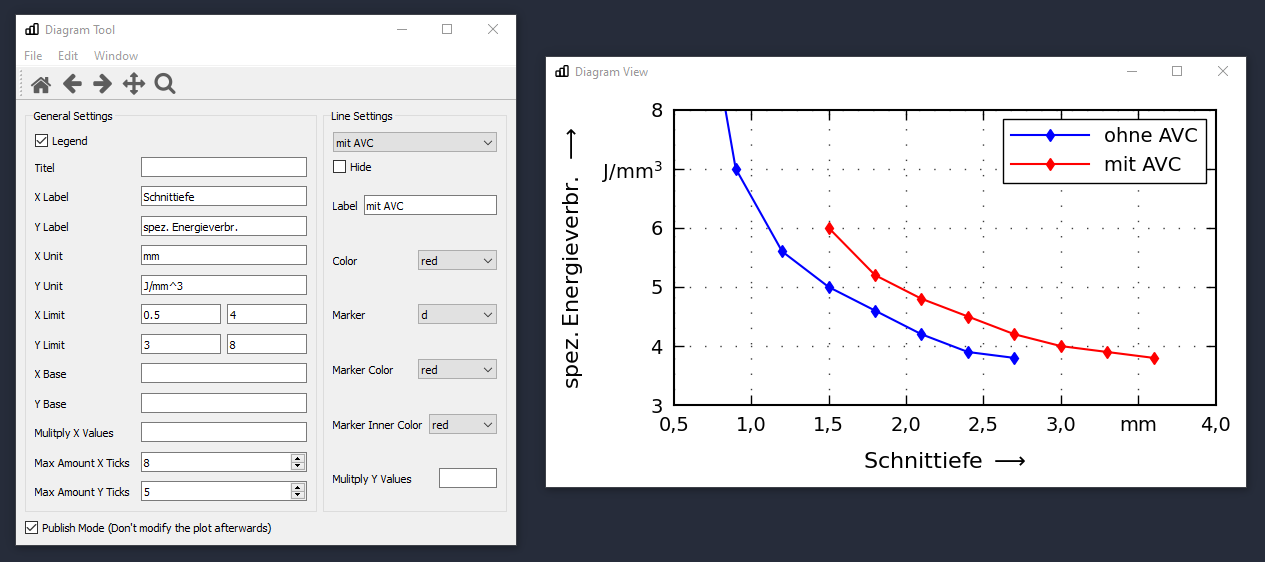 Diagram Tool
File Edit Window
General Settings
Legend
Titel
X Label Schnittiefe
Y Label spez. Energieverbr.
X Unit mm
Y Unit J/mm^3
X Limit 0.5 4
Y Limit 3 8
X Base
Y Base
Mulitply X Values
Max Amount X Ticks 8
Max Amount Y Ticks 5
Publish Mode (Don't modify the plot afterwards)
Line Settings
mit AVC
Hide
Label mit AVC
Color red
Marker d
Marker Color red
Marker Inner Color red
Mulitply Y Values
Diagram View
spez. Energieverbr. ⟶
8
J/mm³
6
5
4
3
ohne AVC
mit AVC
0,5 1,0 1,5 2,0 2,5 3,0 mm 4,0
Schnittiefe ⟶